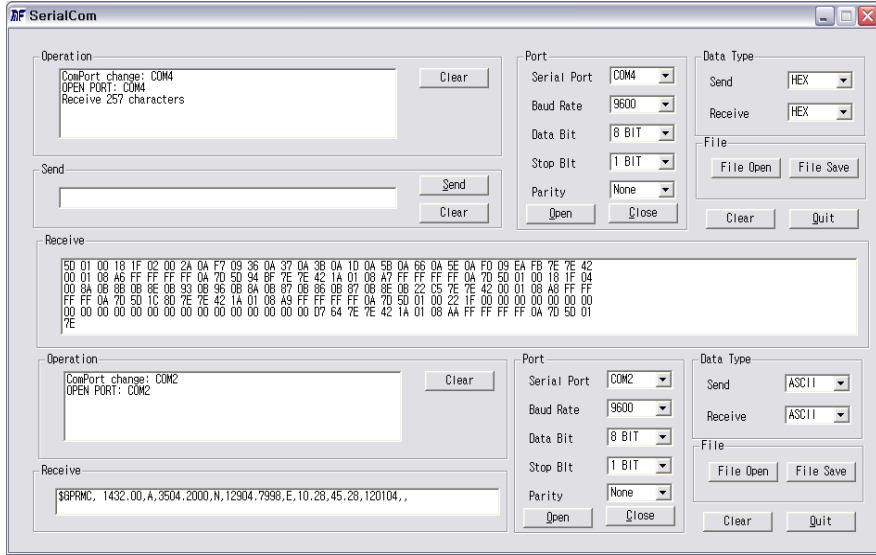 SerialCom
Operation
ComPort change: COM4
OPEN PORT: COM4
Receive 257 characters
Clear
Send
Send
Clear
Port
Serial Port COM4
Baud Rate 9600
Data Bit 8 BIT
Stop BIt 1 BIT
Parity None
Open Close
Data Type
Send HEX
Receive HEX
File
File Open File Save
Clear Quit
Receive
5D 01 00 18 1F 02 00 2A 0A F7 09 36 0A 37 0A 3B 0A 1D 0A 5B 0A 66 0A 5E 0A F0 09 EA FB 7E 7E 42
00 01 08 A6 FF FF FF FF 0A 7D 5D 94 BF 7E 7E 42 1A 01 08 A7 FF FF FF FF 0A 7D 5D 01 00 18 1F 04
00 8A 0B 8B 0B 8E 0B 93 0B 96 0B 8A 0B 87 0B 86 0B 87 0B 8E 0B 22 C5 7E 7E 42 00 01 08 A8 FF FF
FF FF 0A 7D 5D 1C 8D 7E 7E 42 1A 01 08 A9 FF FF FF FF 0A 7D 5D 01 00 22 1F 00 00 00 00 00 00 00
00 00 00 00 00 00 00 00 00 00 00 00 00 D7 64 7E 7E 42 1A 01 08 AA FF FF FF FF 0A 7D 5D 01
7E
Operation
ComPort change: COM2
OPEN PORT: COM2
Clear
Receive
$GPRMC, 1432.00,A,3504.2000,N,12904.7998,E,10.28,45.28,120104,,
Port
Serial Port COM2
Baud Rate 9600
Data Bit 8 BIT
Stop BIt 1 BIT
Parity None
Open Close
Data Type
Send ASCII
Receive ASCII
File
File Open File Save
Clear Quit